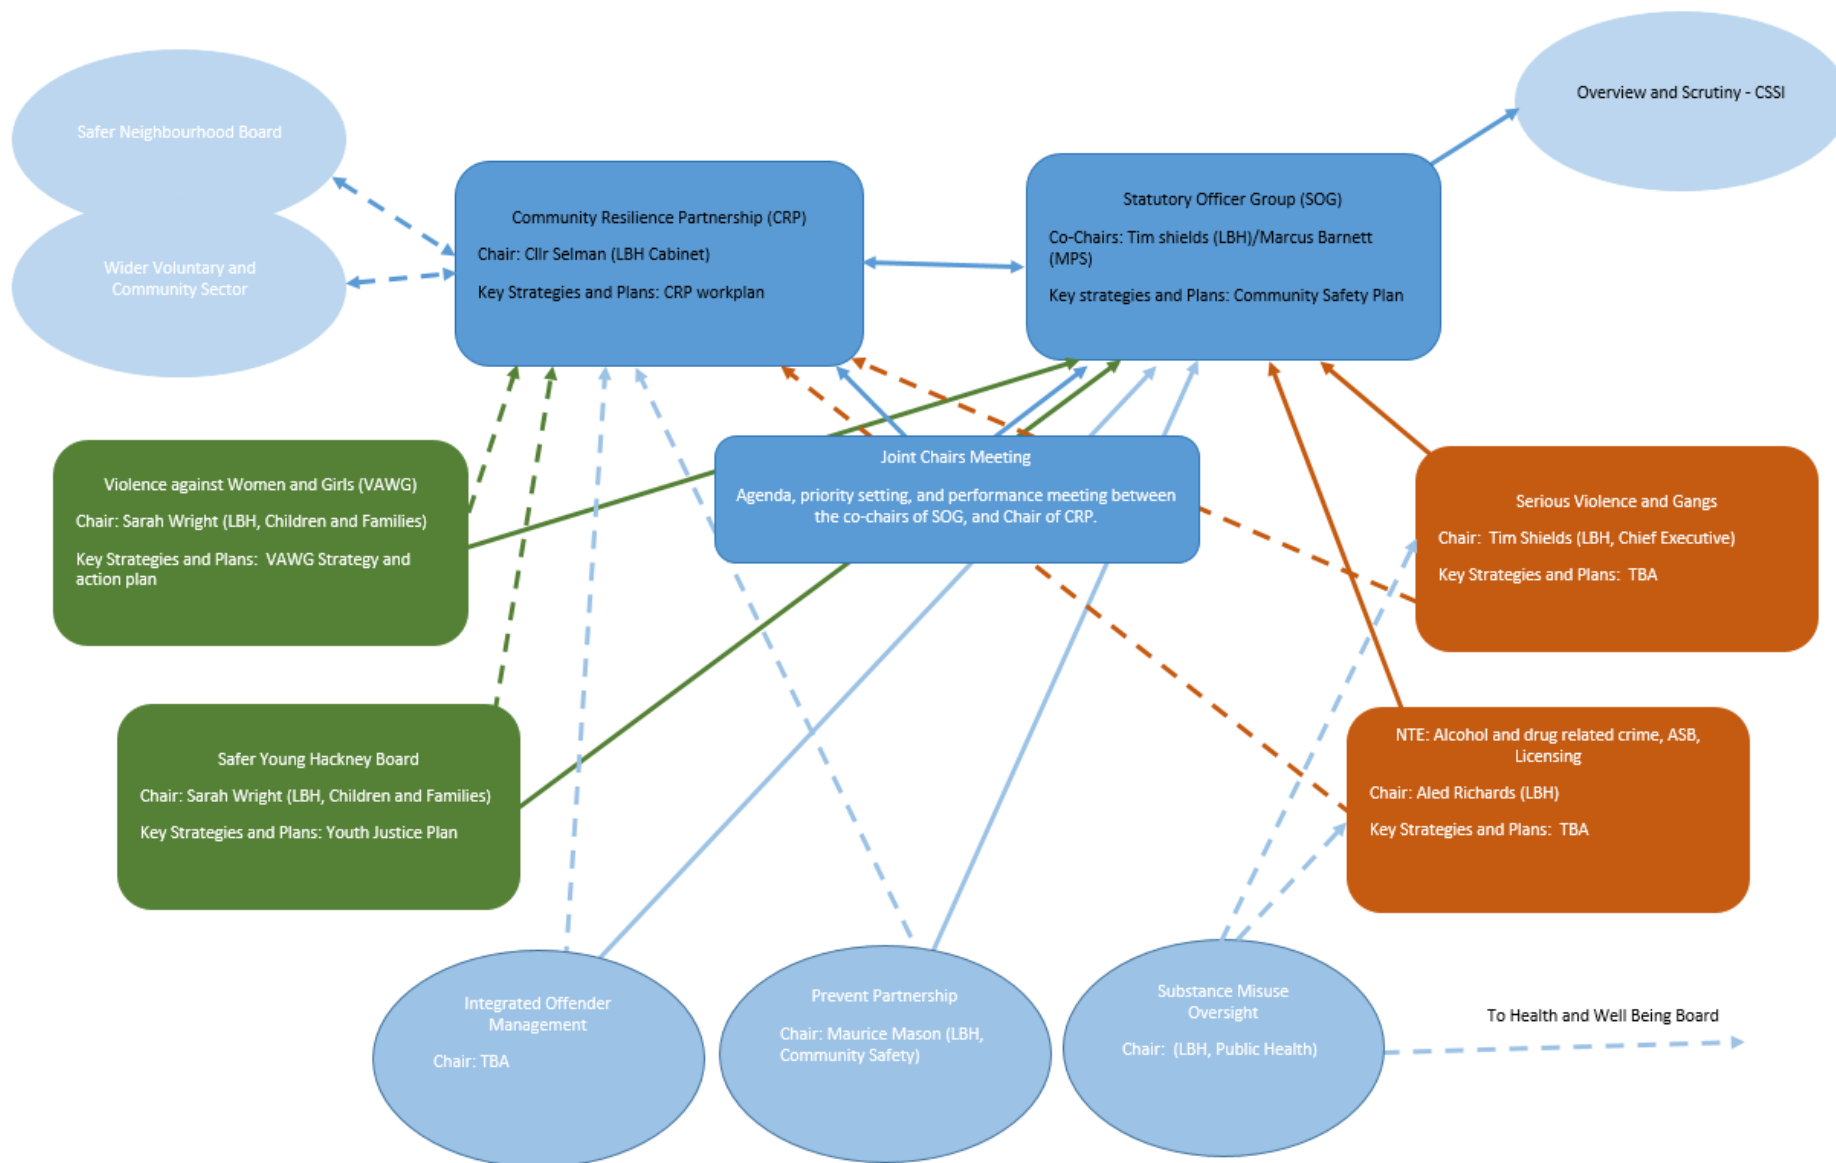 Safer Neighbourhood Board
Wider Voluntary and
Community Sector
Community Resilience Partnership (CRP)
Chair: Cllr Selman (LBH Cabinet)
Key Strategies and Plans: CRP workplan
Statutory Officer Group (SOG)
Co-Chairs: Tim shields (LBH)/Marcus Barnett
(MPS)
Key strategies and Plans: Community Safety Plan
Overview and Scrutiny - CSSI
Joint Chairs Meeting
Agenda, priority setting, and performance meeting between
the co-chairs of SOG, and Chair of CRP.
Violence against Women and Girls (VAWG)
Chair: Sarah Wright (LBH, Children and Families)
Key Strategies and Plans: VAWG Strategy and
action plan
Serious Violence and Gangs
Chair: Tim Shields (LBH, Chief Executive)
Key Strategies and Plans: TBA
Safer Young Hackney Board
Chair: Sarah Wright (LBH, Children and Families)
Key Strategies and Plans: Youth Justice Plan
NTE: Alcohol and drug related crime, ASB,
Licensing
Chair: Aled Richards (LBH)
Key Strategies and Plans: TBA
Integrated Offender
Management
Chair: TBA
Prevent Partnership
Chair: Maurice Mason (LBH,
Community Safety)
Substance Misuse
Oversight
Chair: (LBH, Public Health)
To Health and Well Being Board